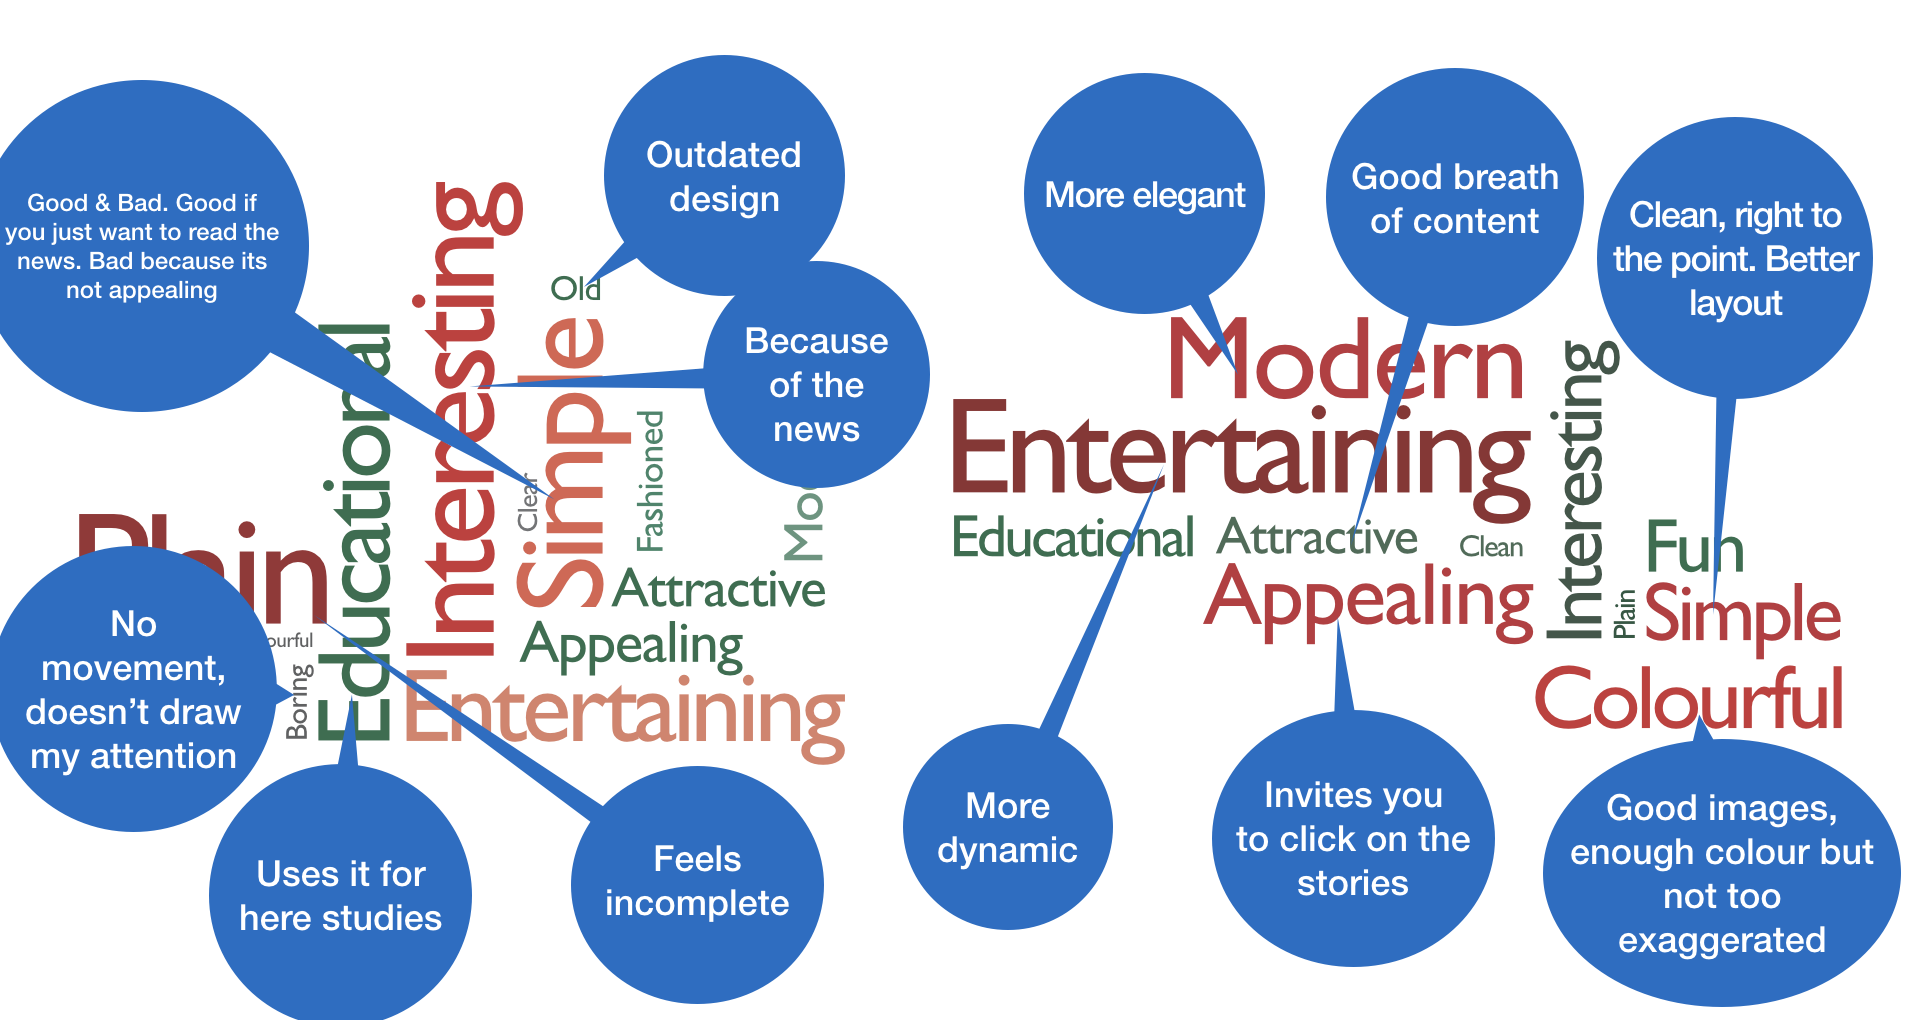 Good & Bad. Good if
you just want to read the
news. Bad because its
not appealing
Outdated
design
Because
of the
news
No
movement,
doesn't draw
my attention
Uses it for
here studies
Feels
incomplete
Plain
ourful
Boring
Educational
Interesting
Clear
Simple
Old
Fashioned
Mo
Attractive
Appealing
Entertaining
More elegant
Good breath
of content
Clean, right to
the point. Better
layout
More
dynamic
Invites you
to click on the
stories
Good images,
enough colour but
not too
exaggerated
Modern
Entertaining
Educational
Attractive
Clean
Appealing
Interesting
Plain
Fun
Simple
Colourful